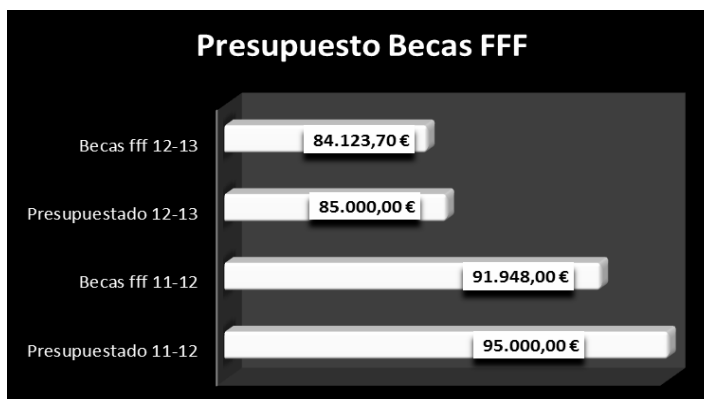 Presupuesto Becas FFF
Becas fff 12-13
84.123,70 €
Presupuestado 12-13
85.000,00 €
Becas fff 11-12
91.948,00 €
Presupuestado 11-12
95.000,00 €